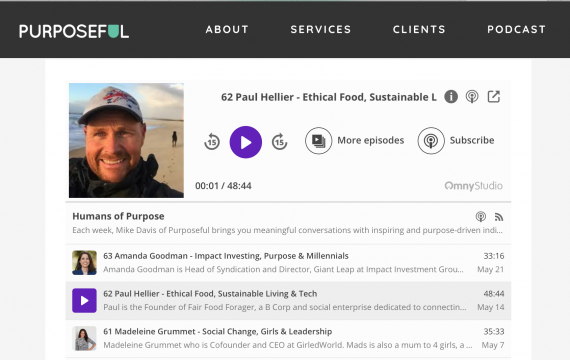 PURPOSEFUL
ABOUT SERVICES CLIENTS PODCAST
62 Paul Hellier - Ethical Food, Sustainable L
15 15 More episodes Subscribe
00:01 / 48:44
OmnyStudio
Humans of Purpose
Each week, Mike Davis of Purposeful brings you meaningful conversations with inspiring and purpose-driven indi...
63 Amanda Goodman - Impact Investing, Purpose & Millennials 33:16
Amanda Goodman is Head of Syndication and Director, Giant Leap at Impact Investment Grou... May 21
62 Paul Hellier - Ethical Food, Sustainable Living & Tech 48:44
Paul is the Founder of Fair Food Forager, a B Corp and social enterprise dedicated to connectin... May 14
61 Madeleine Grummet - Social Change, Girls & Leadership 35:33
Madeleine Grummet who is Cofounder and CEO at GirledWorld. Mads is also a mum to 4 girls, a ... May 7